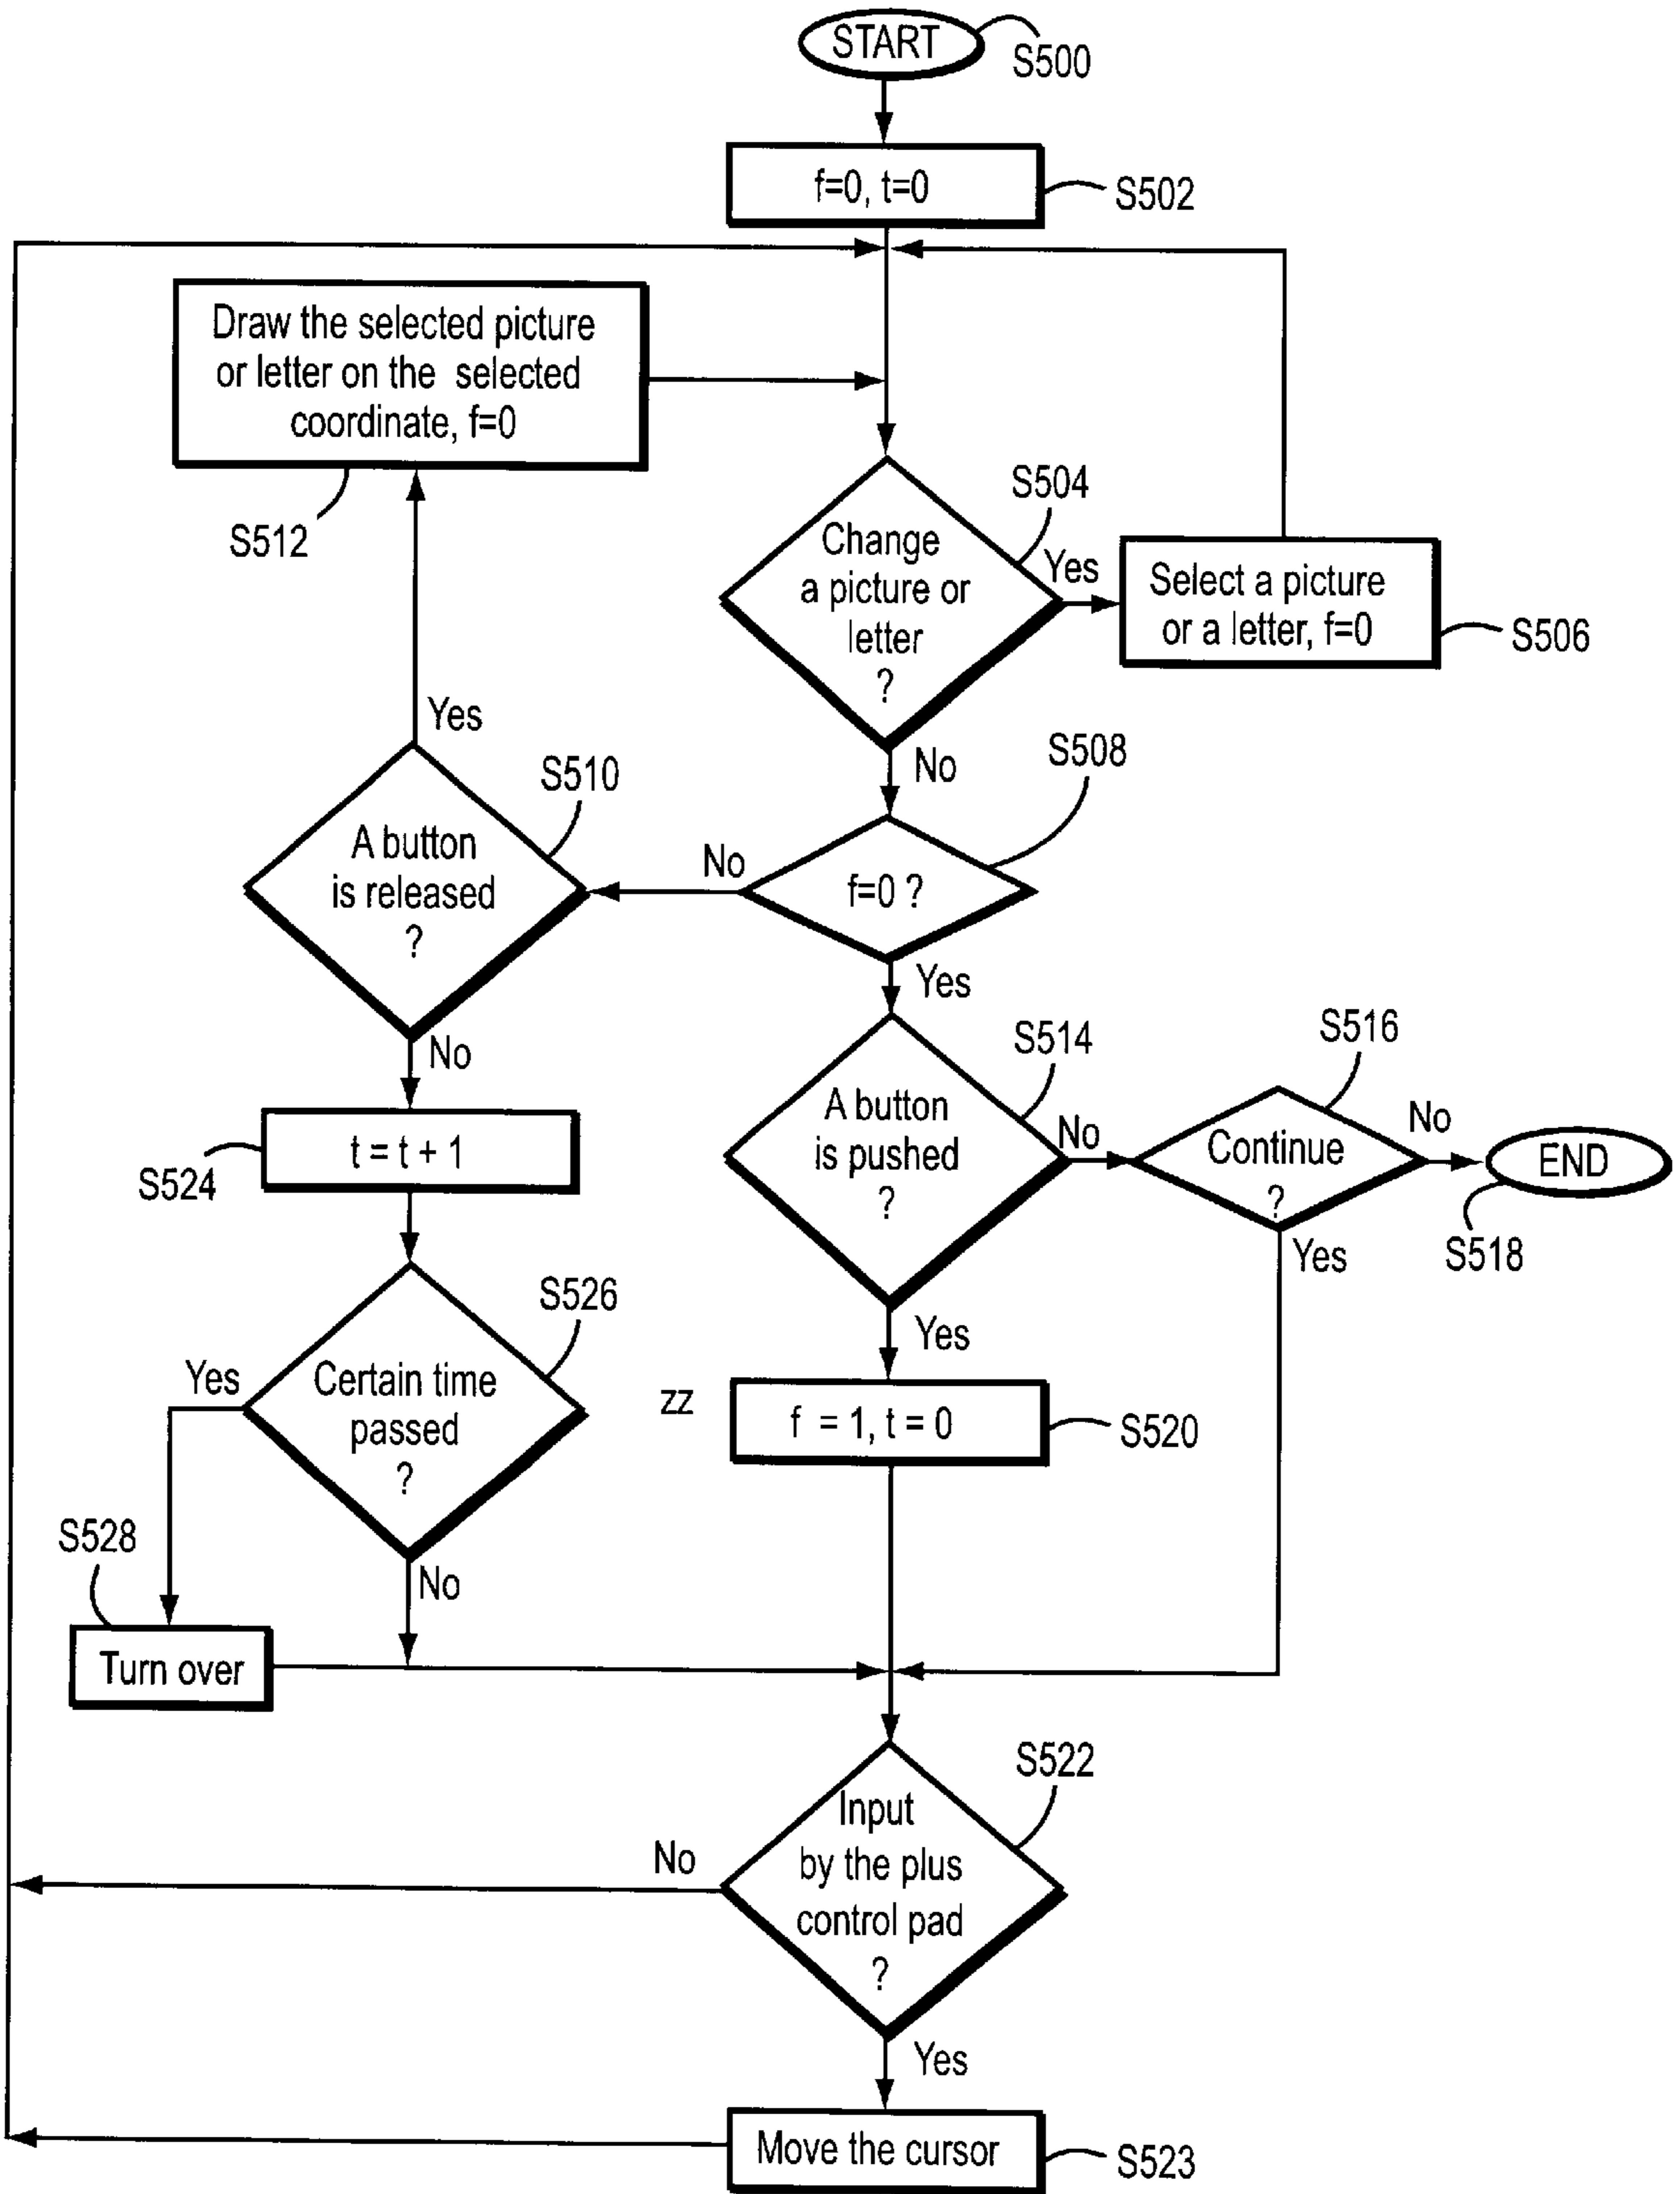 START
S500
f=0, t=0
S502
Draw the selected picture
or letter on the selected
coordinate, f=0
S512
S504
Change
a picture or
letter
?
Yes
Select a picture
or a letter, f=0
S506
No
S508
f=0 ?
No
Yes
S510
A button
is released
?
Yes
No
S514
A button
is pushed
?
No
S516
Continue
?
No
END
S518
Yes
t = t + 1
S524
S526
Certain time
passed
?
Yes
No
Yes
zz
f = 1, t = 0
S520
S528
Turn over
S522
Input
by the plus
control pad
?
No
Yes
Move the cursor
S523